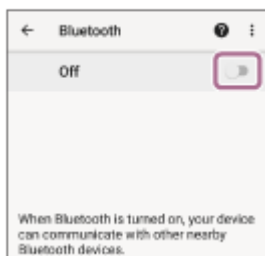 Bluetooth
Off
When Bluetooth is turned on, your device
can communicate with other nearby
Bluetooth devices.